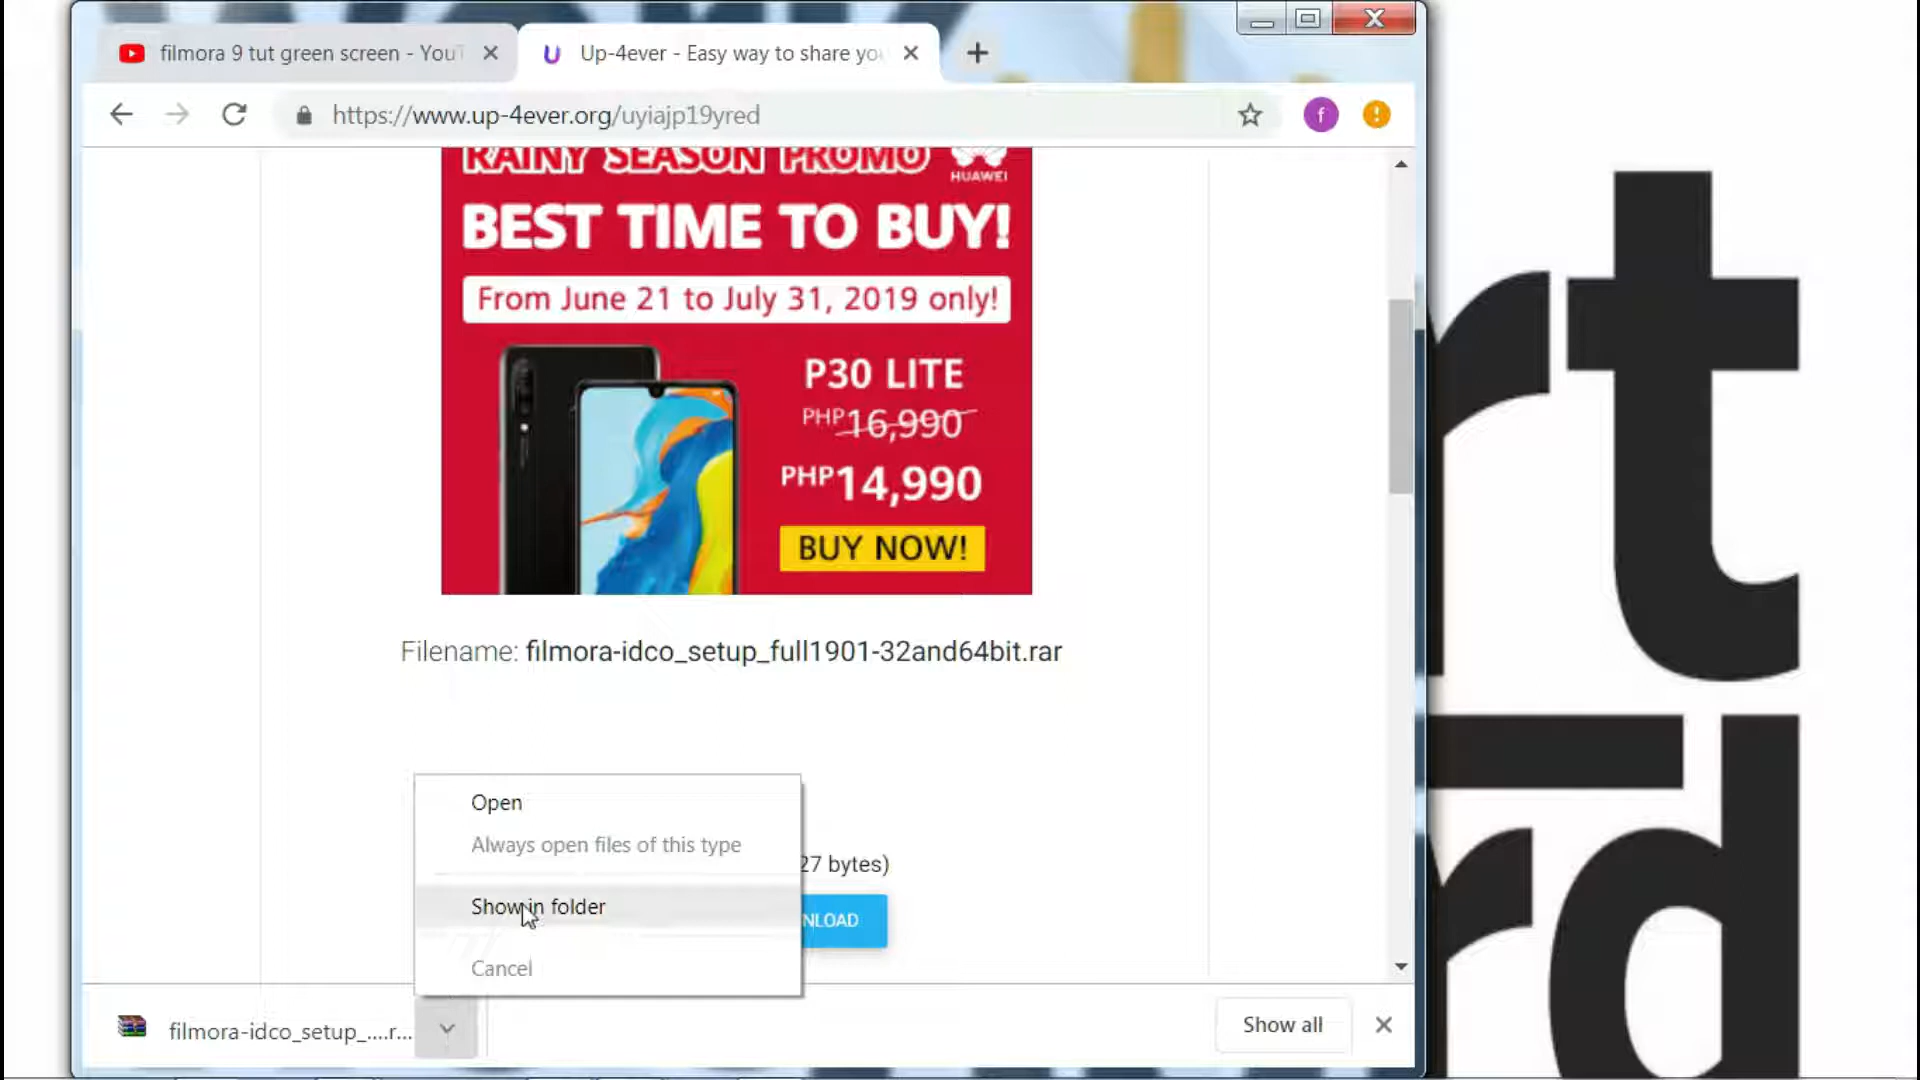 filmora 9 tut green screen - YouT
Up-4ever - Easy way to share you
https://www.up-4ever.org/uyiajp19yred
f
RAINY SEASON PROMO
HUAWEI
BEST TIME TO BUY!
From June 21 to July 31, 2019 only!
P30 LITE
PHP16,990
PHP14,990
BUY NOW!
Filename: filmora-idco_setup_full1901-32and64bit.rar
Open
Always open files of this type
27 bytes)
Show in folder
NLOAD
Cancel
filmora-idco_setup_....r...
Show all
rt
rd